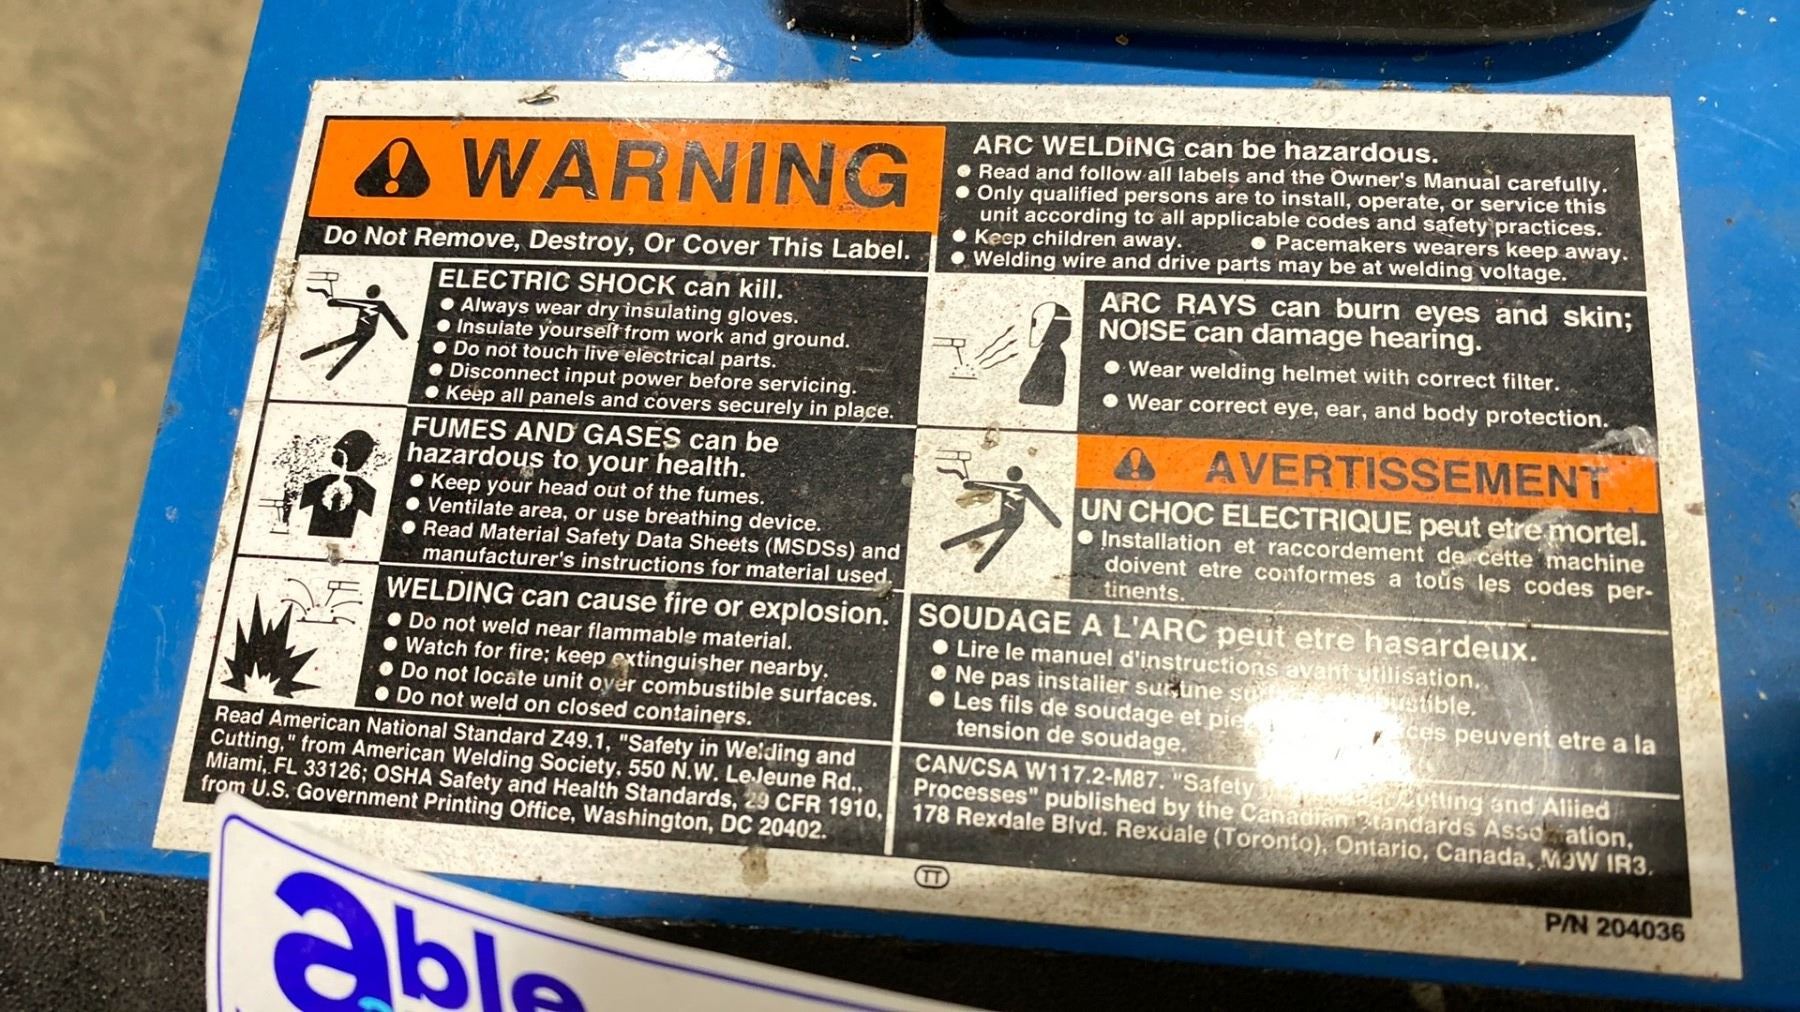 WARNING
Do Not Remove, Destroy, Or Cover This Label.
ARC WELDING can be hazardous.
● Read and follow all labels and the Owner's Manual carefully.
● Only qualified persons are to install, operate, or service this
unit according to all applicable codes and safety practices.
● Keep children away. ● Pacemakers wearers keep away.
● Welding wire and drive parts may be at welding voltage.
ELECTRIC SHOCK can kill.
● Always wear dry insulating gloves.
● Insulate yourself from work and ground.
● Do not touch live electrical parts.
● Disconnect input power before servicing.
● Keep all panels and covers securely in place.
ARC RAYS can burn eyes and skin;
NOISE can damage hearing.
● Wear welding helmet with correct filter.
● Wear correct eye, ear, and body protection.
FUMES AND GASES can be
hazardous to your health.
● Keep your head out of the fumes.
● Ventilate area, or use breathing device.
● Read Material Safety Data Sheets (MSDSs) and
manufacturer's instructions for material used.
AVERTISSEMENT
UN CHOC ELECTRIQUE peut etre mortel.
● Installation et raccordement de cette machine
doivent etre conformes a tous les codes per-
tinents.
WELDING can cause fire or explosion.
● Do not weld near flammable material.
● Watch for fire; keep extinguisher nearby.
● Do not locate unit over combustible surfaces.
● Do not weld on closed containers.
SOUDAGE A L'ARC peut etre hasardeux.
● Lire le manuel d'instructions avant utilisation.
● Ne pas installer sur une
● Les fils de soudage et peuvent etre a la
tension de soudage.
Read American National Standard Z49.1, "Safety in Welding and
Cutting," from American Welding Society, 550 N.W. LeJeune Rd.,
Miami, FL 33126; OSHA Safety and Health Standards, 29 CFR 1910,
from U.S. Government Printing Office, Washington, DC 20402.
CAN/CSA W117.2-M87. "Safety Cutting and Allied
Processes" published by the Canadian Standards Association,
178 Rexdale Blvd. Rexdale (Toronto), Ontario, Canada, M9W IR3.
TT
P/N 204036
able